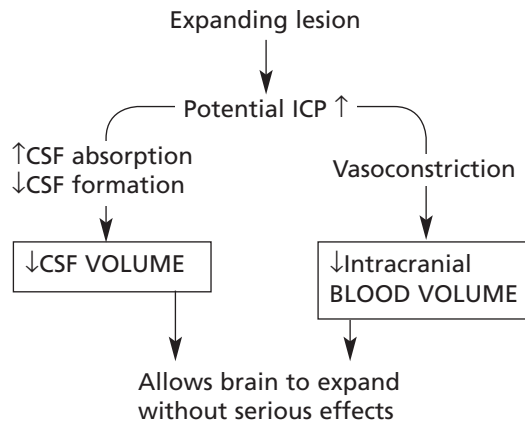 Expanding lesion
Potential ICP ↑
↑CSF absorption
↓CSF formation
Vasoconstriction
↓CSF VOLUME
↓Intracranial
BLOOD VOLUME
Allows brain to expand
without serious effects